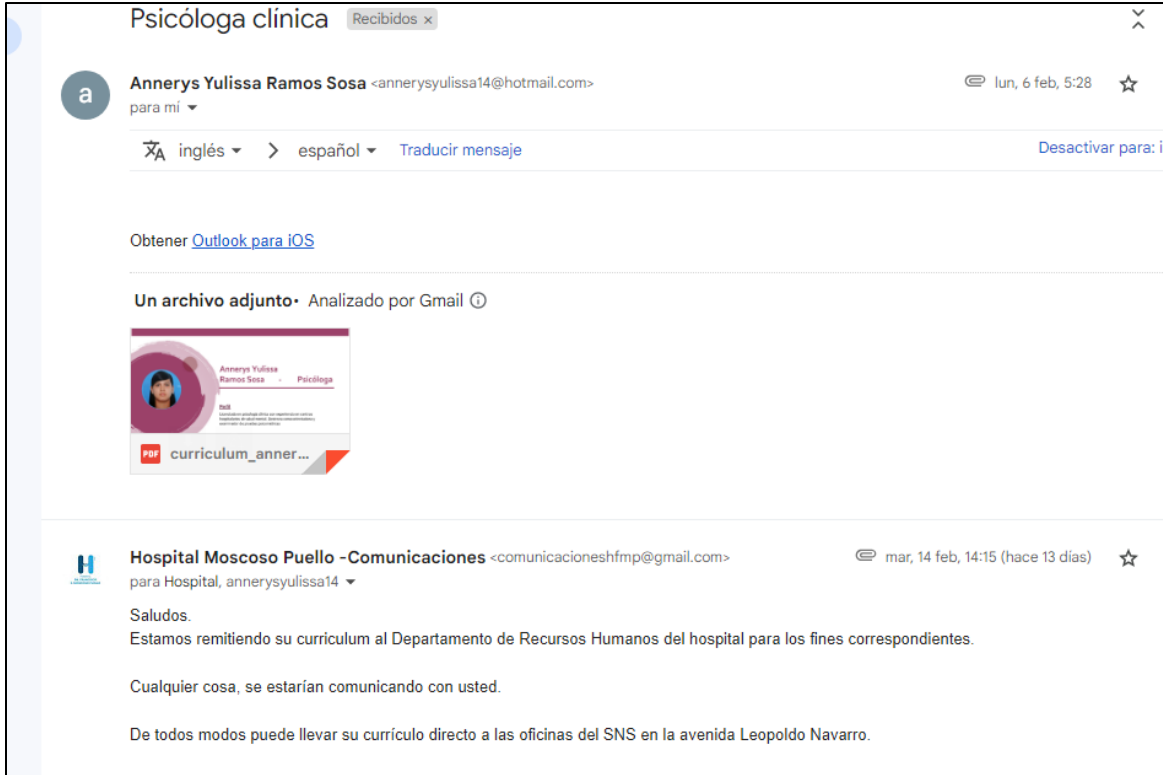 Psicóloga clínica Recibidos ×
a
Annerys Yulissa Ramos Sosa <annerysyulissa14@hotmail.com> lun, 6 feb, 5:28
para mí
inglés > español Traducir mensaje Desactivar para: i
Obtener Outlook para iOS
Un archivo adjunto • Analizado por Gmail
Annerys Yulissa
Ramos Sosa - Psicóloga
Perfil
PDF curriculum_anner...
H
Hospital Moscoso Puello -Comunicaciones <comunicacioneshfmp@gmail.com> mar, 14 feb, 14:15 (hace 13 días)
para Hospital, annerysyulissa14
Saludos.
Estamos remitiendo su curriculum al Departamento de Recursos Humanos del hospital para los fines correspondientes.
Cualquier cosa, se estarían comunicando con usted.
De todos modos puede llevar su currículo directo a las oficinas del SNS en la avenida Leopoldo Navarro.